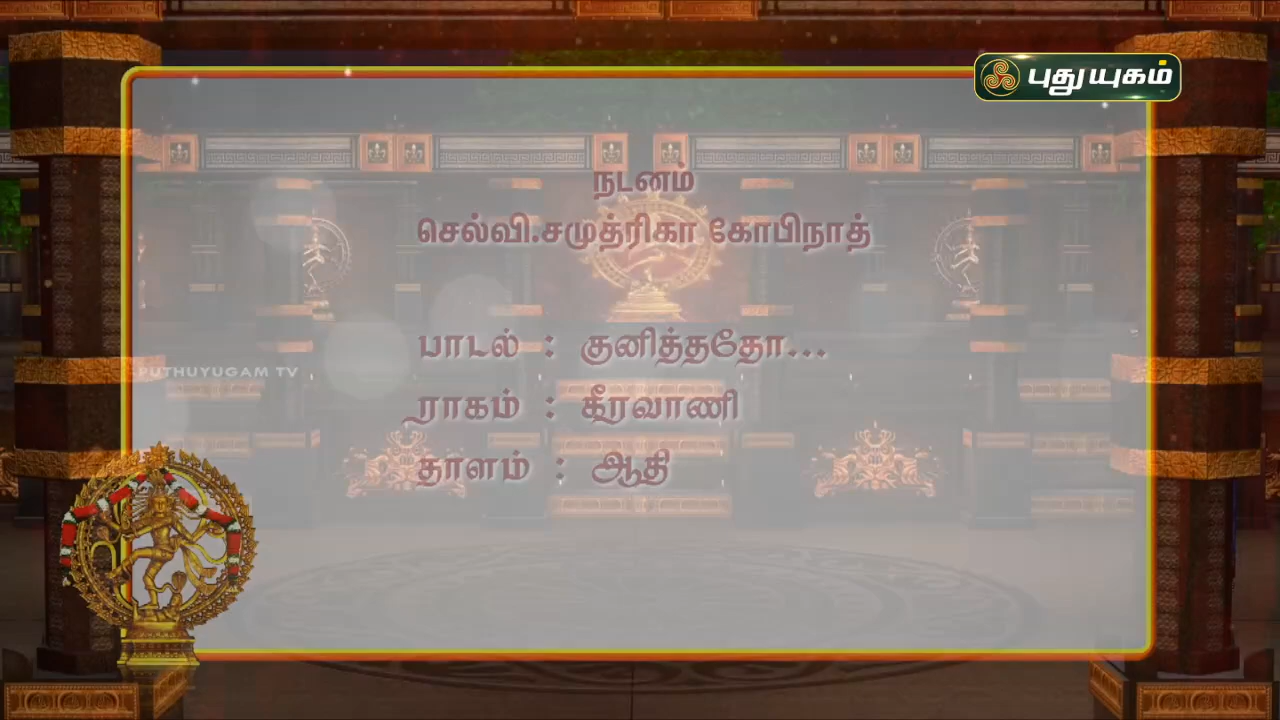 புதுயுகம்
நடனம்
செல்வி.சமுத்ரிகா கோபிநாத்
பாடல் : குனித்ததோ...
PUTHUYUGAM TV
ராகம் : கீரவாணி
தாளம் : ஆதி